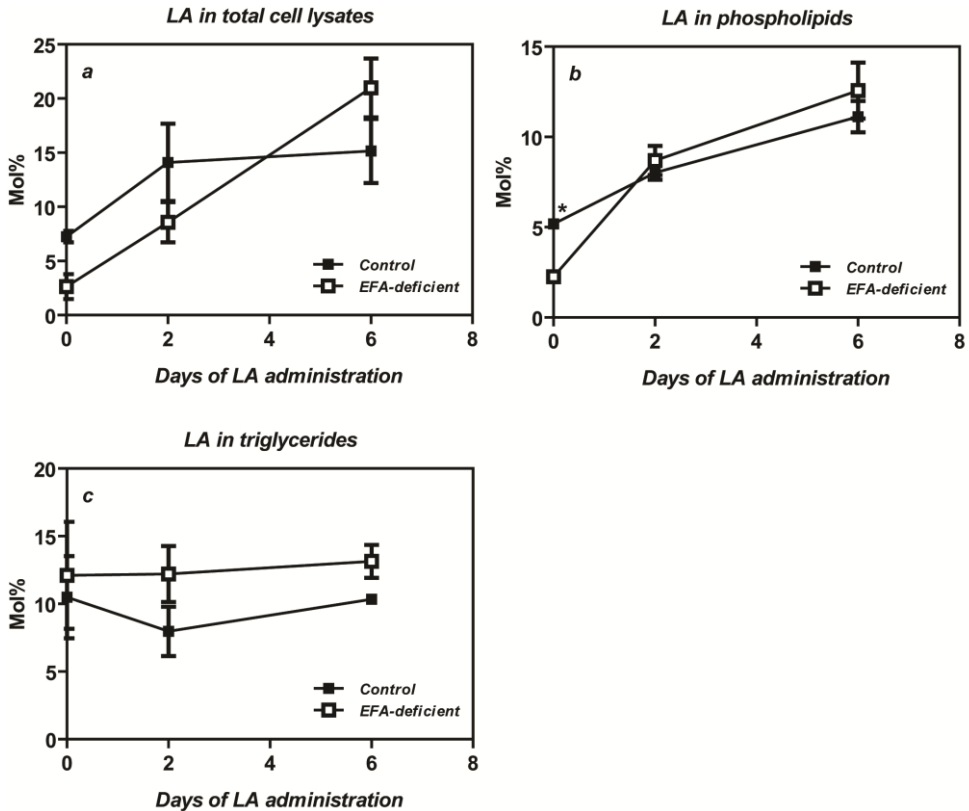 LA in total cell lysates
a
25
20
15
10
5
0
Mol%
Control
EFA-deficient
0 2 4 6 8
Days of LA administration
LA in phospholipids
b
15
10
5
0
Mol%
*
Control
EFA-deficient
0 2 4 6 8
Days of LA administration
LA in triglycerides
c
20
15
10
5
0
Mol%
Control
EFA-deficient
0 2 4 6 8
Days of LA administration